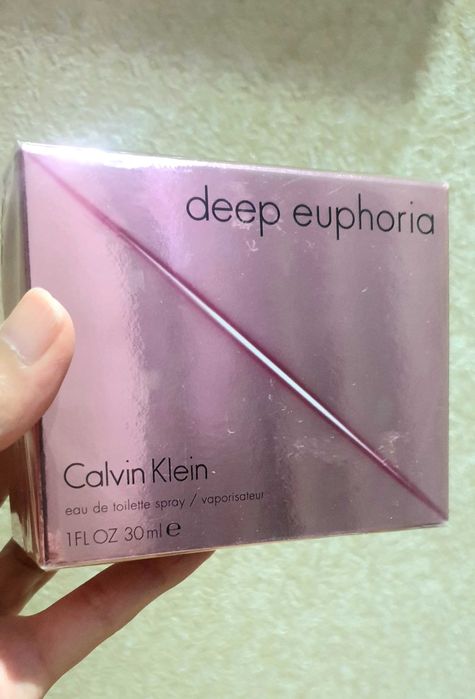 deep euphoria
Calvin Klein
eau de toilette spray / vaporisateur
1FL OZ 30ml e